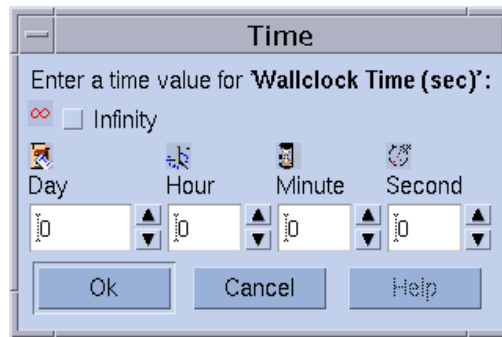 Time
Enter a time value for 'Wallclock Time (sec)':
∞ Infinity
Day Hour Minute Second
0 0 0 0
Ok Cancel Help